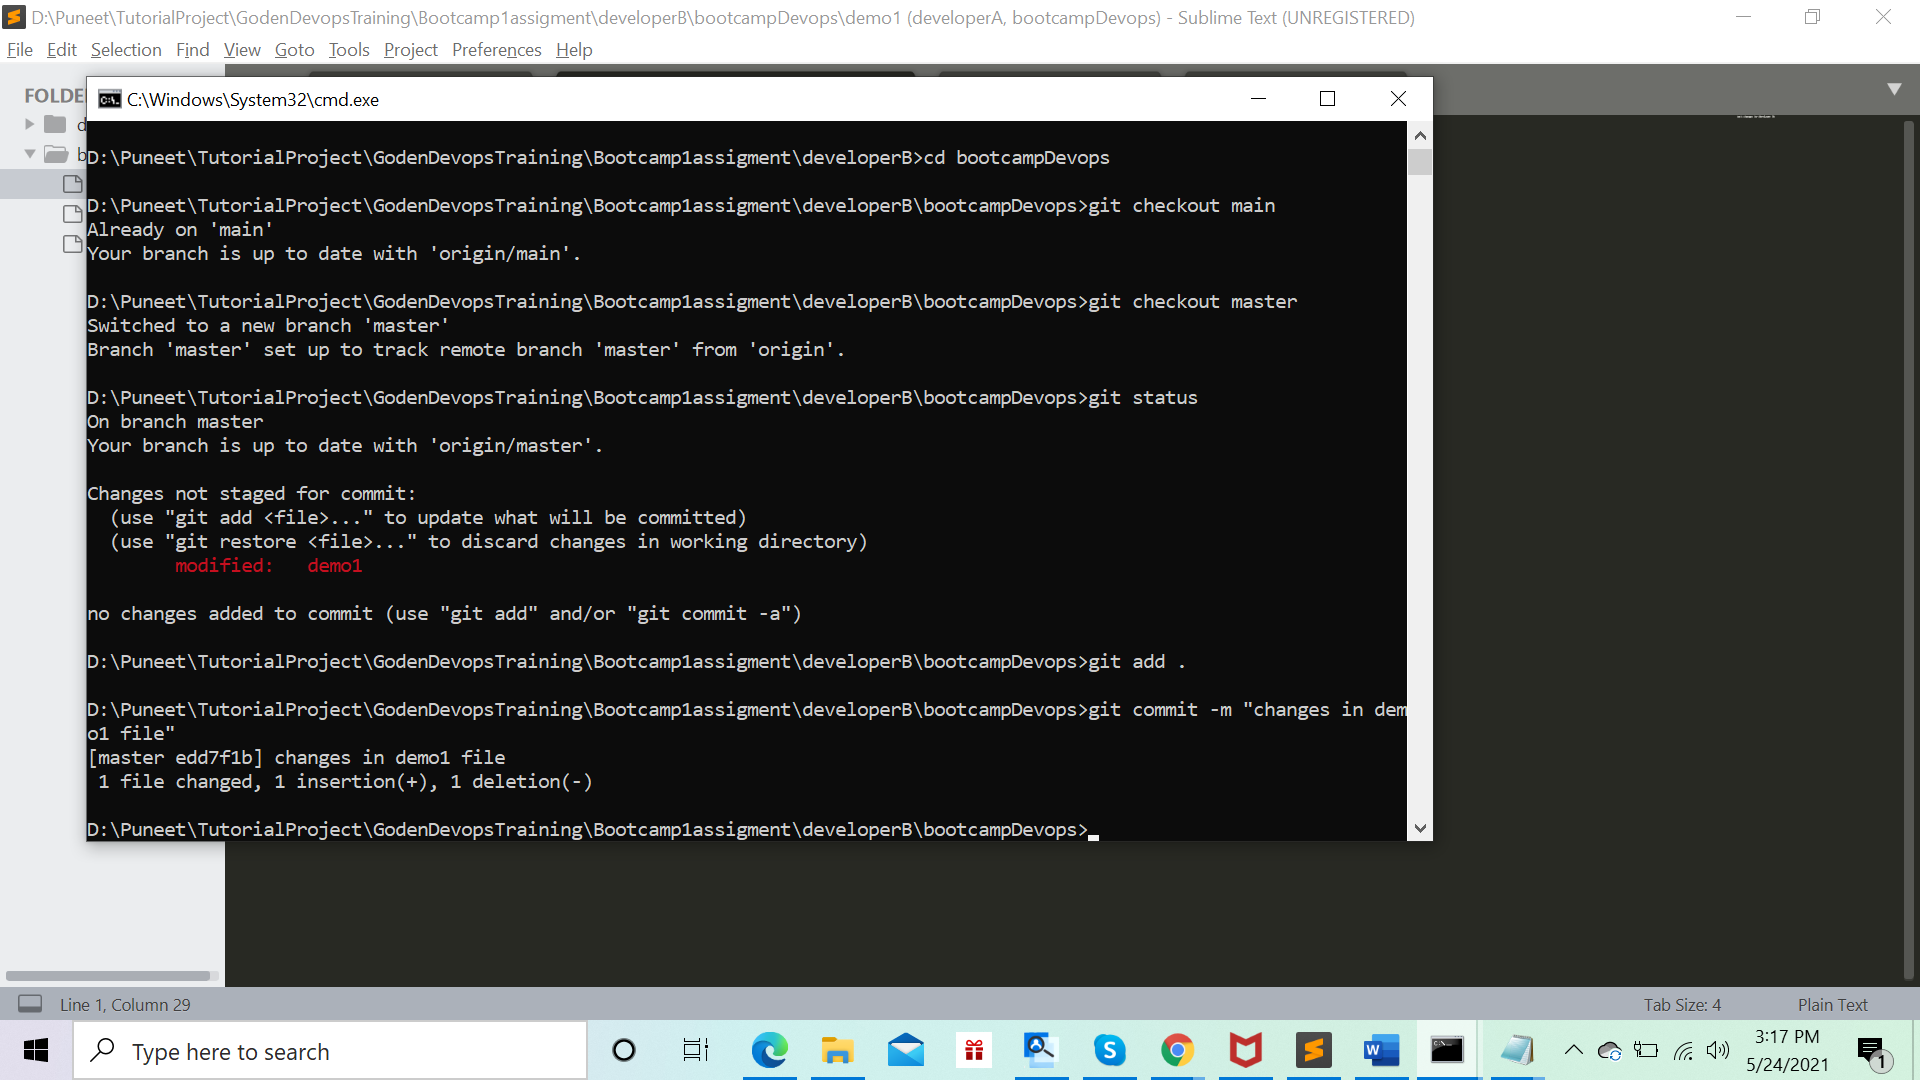 D:\Puneet\TutorialProject\GodenDevopsTraining\Bootcamp1assigment\developerB\bootcampDevops\demo1 (developerA, bootcampDevops) - Sublime Text (UNREGISTERED)
File Edit Selection Find View Goto Tools Project Preferences Help
FOLDE
d
b
C:\Windows\System32\cmd.exe
D:\Puneet\TutorialProject\GodenDevopsTraining\Bootcamp1assigment\developerB>cd bootcampDevops
D:\Puneet\TutorialProject\GodenDevopsTraining\Bootcamp1assigment\developerB\bootcampDevops>git checkout main
Already on 'main'
Your branch is up to date with 'origin/main'.
D:\Puneet\TutorialProject\GodenDevopsTraining\Bootcamp1assigment\developerB\bootcampDevops>git checkout master
Switched to a new branch 'master'
Branch 'master' set up to track remote branch 'master' from 'origin'.
D:\Puneet\TutorialProject\GodenDevopsTraining\Bootcamp1assigment\developerB\bootcampDevops>git status
On branch master
Your branch is up to date with 'origin/master'.
Changes not staged for commit:
(use "git add <file>..." to update what will be committed)
(use "git restore <file>..." to discard changes in working directory)
modified: demo1
no changes added to commit (use "git add" and/or "git commit -a")
D:\Puneet\TutorialProject\GodenDevopsTraining\Bootcamp1assigment\developerB\bootcampDevops>git add .
D:\Puneet\TutorialProject\GodenDevopsTraining\Bootcamp1assigment\developerB\bootcampDevops>git commit -m "changes in dem
o1 file"
[master edd7f1b] changes in demo1 file
1 file changed, 1 insertion(+), 1 deletion(-)
D:\Puneet\TutorialProject\GodenDevopsTraining\Bootcamp1assigment\developerB\bootcampDevops>
Line 1, Column 29
Tab Size: 4
Plain Text
Type here to search
3:17 PM
5/24/2021
1